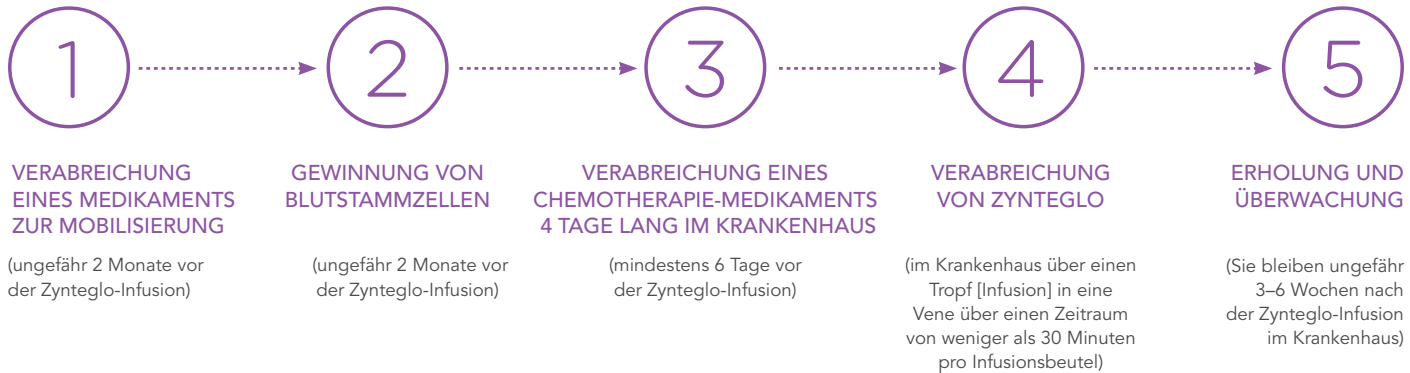 1
2
3
4
5
VERABREICHUNG
EINES MEDIKAMENTS
ZUR MOBILISIERUNG
(ungefähr 2 Monate vor
der Zynteglo-Infusion)
GEWINNUNG VON
BLUTSTAMMZELLEN
(ungefähr 2 Monate vor
der Zynteglo-Infusion)
VERABREICHUNG EINES
CHEMOTHERAPIE-MEDIKAMENTS
4 TAGE LANG IM KRANKENHAUS
(mindestens 6 Tage vor
der Zynteglo-Infusion)
VERABREICHUNG
VON ZYNTEGLO
(im Krankenhaus über einen
Tropf [Infusion] in eine
Vene über einen Zeitraum
von weniger als 30 Minuten
pro Infusionsbeutel)
ERHOLUNG UND
ÜBERWACHUNG
(Sie bleiben ungefähr
3–6 Wochen nach
der Zynteglo-Infusion
im Krankenhaus)